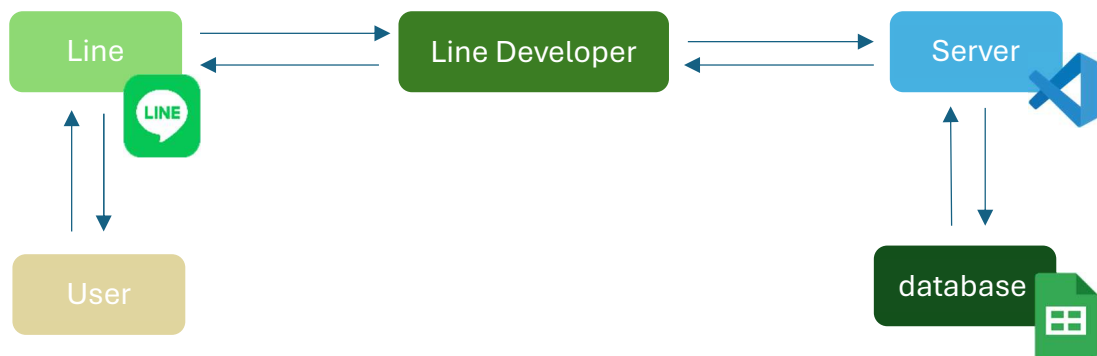 Line
Line Developer
Server
LINE
User
database